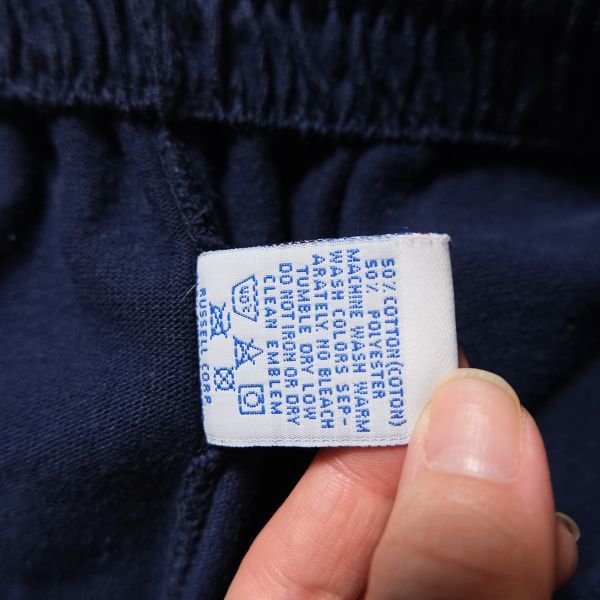 50% COTTON(COTON)
50% POLYESTER
MACHINE WASH WARM
WASH COLORS SEP-
ARATELY NO BLEACH
TUMBLE DRY LOW
DO NOT IRON OR DRY
CLEAN EMBLEM
RUSSELL CORP.